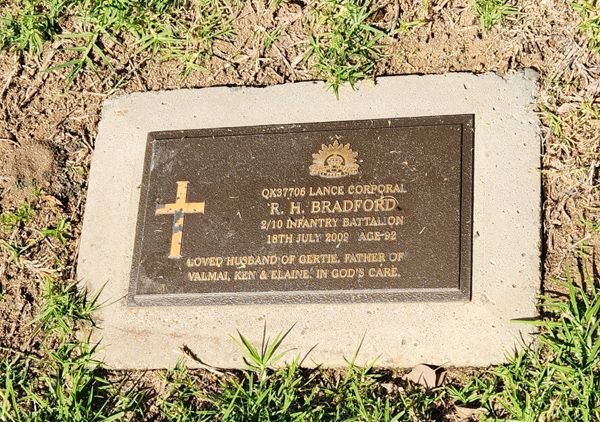 QX37706 LANCE CORPORAL
R. H. BRADFORD
2/10 INFANTRY BATTALION
18TH JULY 2009 AGE 92
LOVED HUSBAND OF GERTIE, FATHER OF
VALMAI, KEN & ELAINE. IN GOD'S CARE.